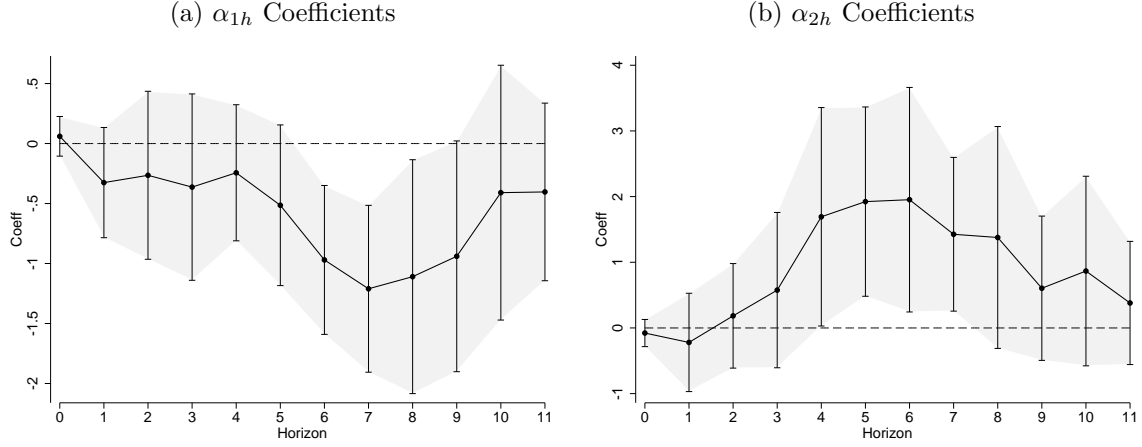 (a) α1h Coefficients
.5
0
-.5
-1
-1.5
-2
Coeff
0 1 2 3 4 5 6 7 8 9 10 11
Horizon
(b) α2h Coefficients
4
3
2
1
0
-1
Coeff
0 1 2 3 4 5 6 7 8 9 10 11
Horizon